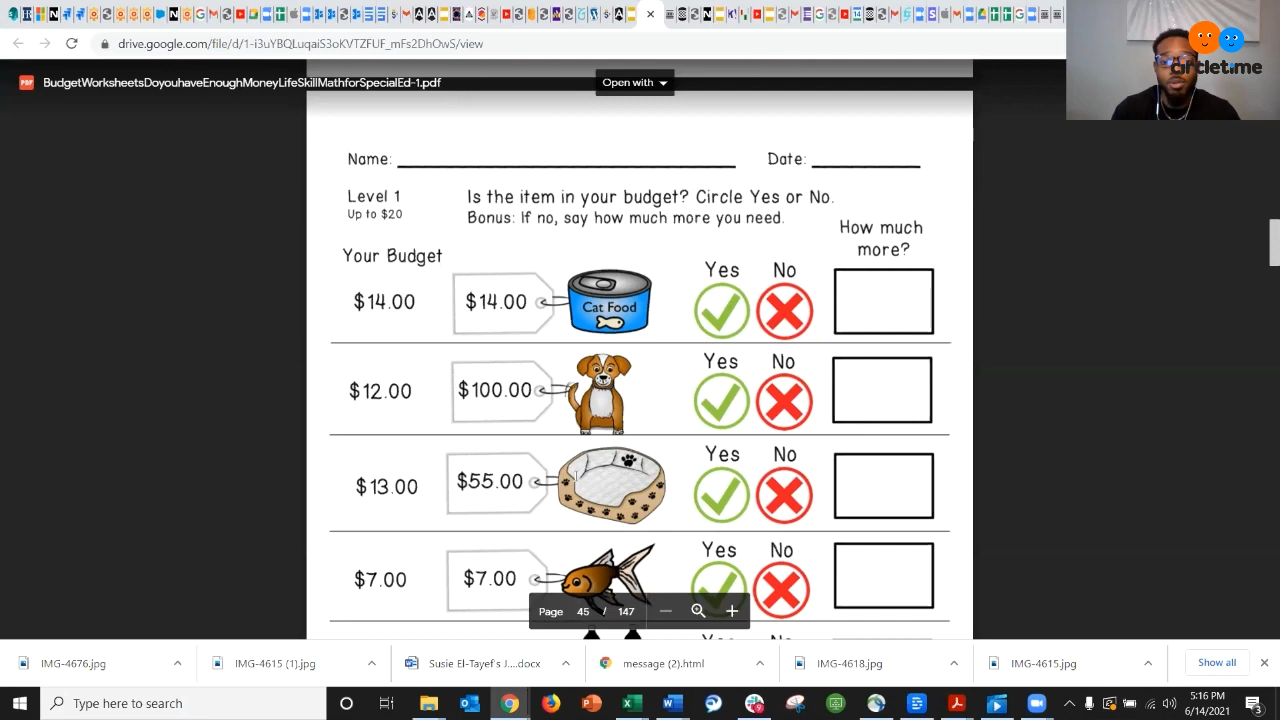 drive.google.com/file/d/1-i3uYBQLuqaiS3oKVTZFUF_mFs2DhOwS/view
circletime
PDF BudgetWorksheetsDoyouhaveEnoughMoneyLifeSkillMathforSpecialEd-1.pdf
Open with
Name:
Date:
Level 1
Up to $20
Is the item in your budget? Circle Yes or No.
Bonus: If no, say how much more you need.
How much
more?
Your Budget
Yes No
$14.00 $14.00 Cat Food
Yes No
$12.00 $100.00
Yes No
$13.00 $55.00
Yes No
$7.00 $7.00
Page 45 / 147
Yes No
IMG-4676.jpg
IMG-4615 (1).jpg
Susie El-Tayef s J....docx
message (2).html
IMG-4618.jpg
IMG-4615.jpg
Show all
Type here to search
5:16 PM
6/14/2021